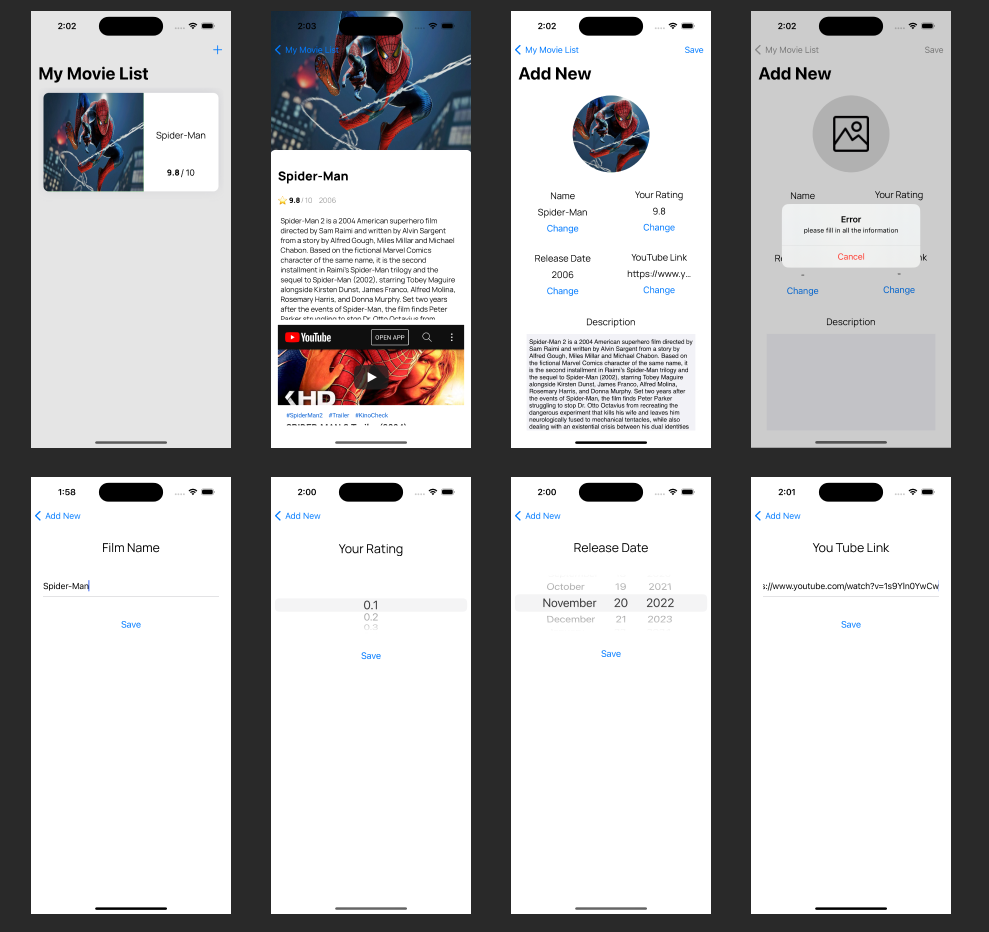 2:02
+
My Movie List
Spider-Man
9.8 / 10
2:03
My Movie List
Spider-Man
9.8 / 10 2006
Spider-Man 2 is a 2004 American superhero film
directed by Sam Raimi and written by Alvin Sargent
from a story by Alfred Gough, Miles Millar and Michael
Chabon. Based on the fictional Marvel Comics
character of the same name, it is the second
installment in Raimi's Spider-Man trilogy and the
sequel to Spider-Man (2002), starring Tobey Maguire
alongside Kirsten Dunst, James Franco, Alfred Molina,
Rosemary Harris, and Donna Murphy. Set two years
after the events of Spider-Man, the film finds Peter
Parker struggling to stop Dr. Otto Octavius from
YouTube
OPEN APP
KHD
#SpiderMan2 #Trailer #KinoCheck
2:02
My Movie List
Save
Add New
Name
Your Rating
Spider-Man
9.8
Change
Change
Release Date
YouTube Link
2006
https://www.y...
Change
Change
Description
Spider-Man 2 is a 2004 American superhero film directed by
Sam Raimi and written by Alvin Sargent from a story by
Alfred Gough, Miles Millar and Michael Chabon. Based on
the fictional Marvel Comics character of the same name, it
is the second installment in Raimi's Spider-Man trilogy and
the sequel to Spider-Man (2002), starring Tobey Maguire
alongside Kirsten Dunst, James Franco, Alfred Molina,
Rosemary Harris, and Donna Murphy. Set two years after
the events of Spider-Man, the film finds Peter Parker
struggling to stop Dr. Otto Octavius from recreating the
dangerous experiment that kills his wife and leaves him
neurologically fused to mechanical tentacles, while also
dealing with an existential crisis between his dual identities
2:02
My Movie List
Save
Add New
Name
Your Rating
Error
please fill in all the information
Cancel
-
-
Change
Change
Description
1:58
Add New
Film Name
Spider-Man
Save
2:00
Add New
Your Rating
0.1
0.2
0.3
Save
2:00
Add New
Release Date
October 19 2021
November 20 2022
December 21 2023
Save
2:01
Add New
You Tube Link
s://www.youtube.com/watch?v=1s9Yln0YwCw
Save